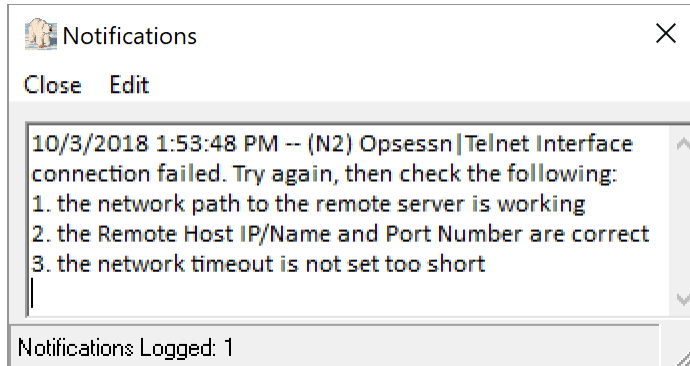 Notifications
Close Edit
10/3/2018 1:53:48 PM -- (N2) Opsessn|Telnet Interface
connection failed. Try again, then check the following:
1. the network path to the remote server is working
2. the Remote Host IP/Name and Port Number are correct
3. the network timeout is not set too short
Notifications Logged: 1